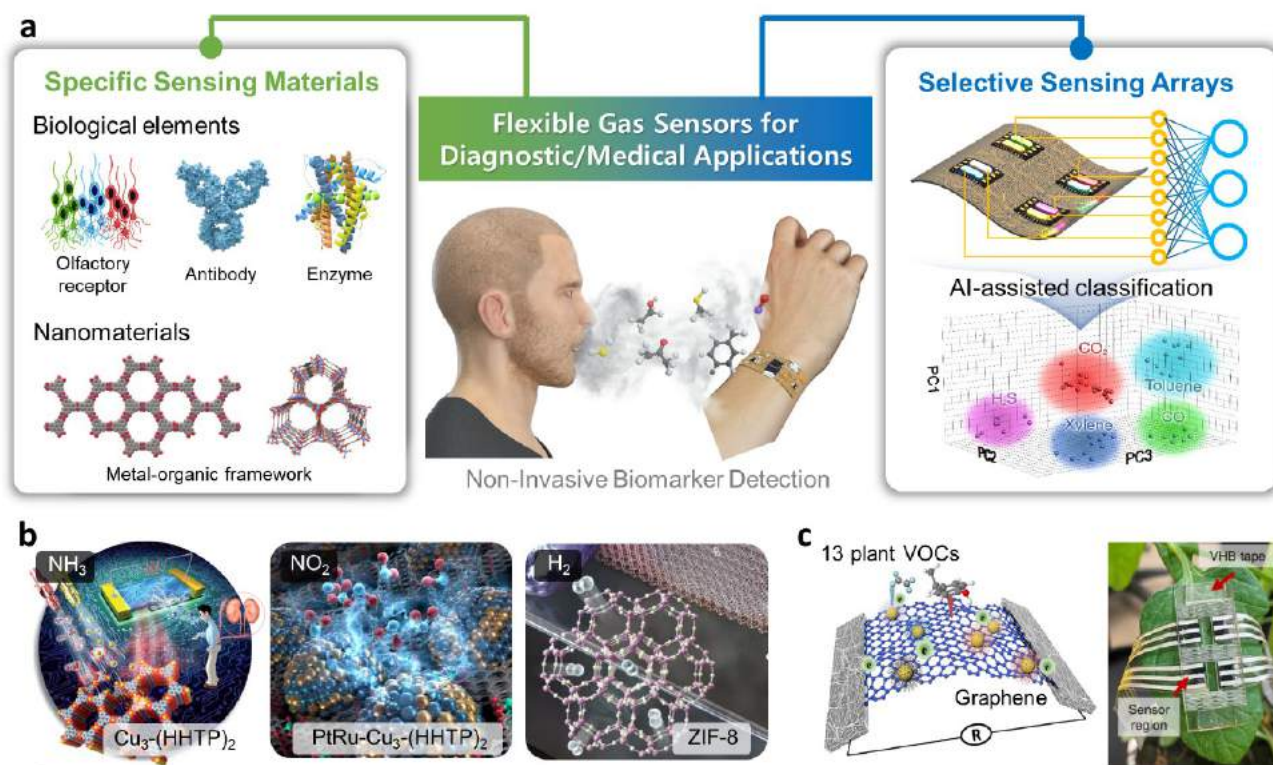 a
Specific Sensing Materials
Biological elements
Olfactory
receptor
Antibody
Enzyme
Nanomaterials
Metal-organic framework
Flexible Gas Sensors for
Diagnostic/Medical Applications
Non-Invasive Biomarker Detection
Selective Sensing Arrays
AI-assisted classification
PC1
CO₂
Toluene
H₂S
Xylene
CO
PC2
PC3
b
NH₃
Cu₃-(HHTP)₂
NO₂
PtRu-Cu₃-(HHTP)₂
H₂
ZIF-8
c
13 plant VOCs
Graphene
R
VHB tape
Sensor
region